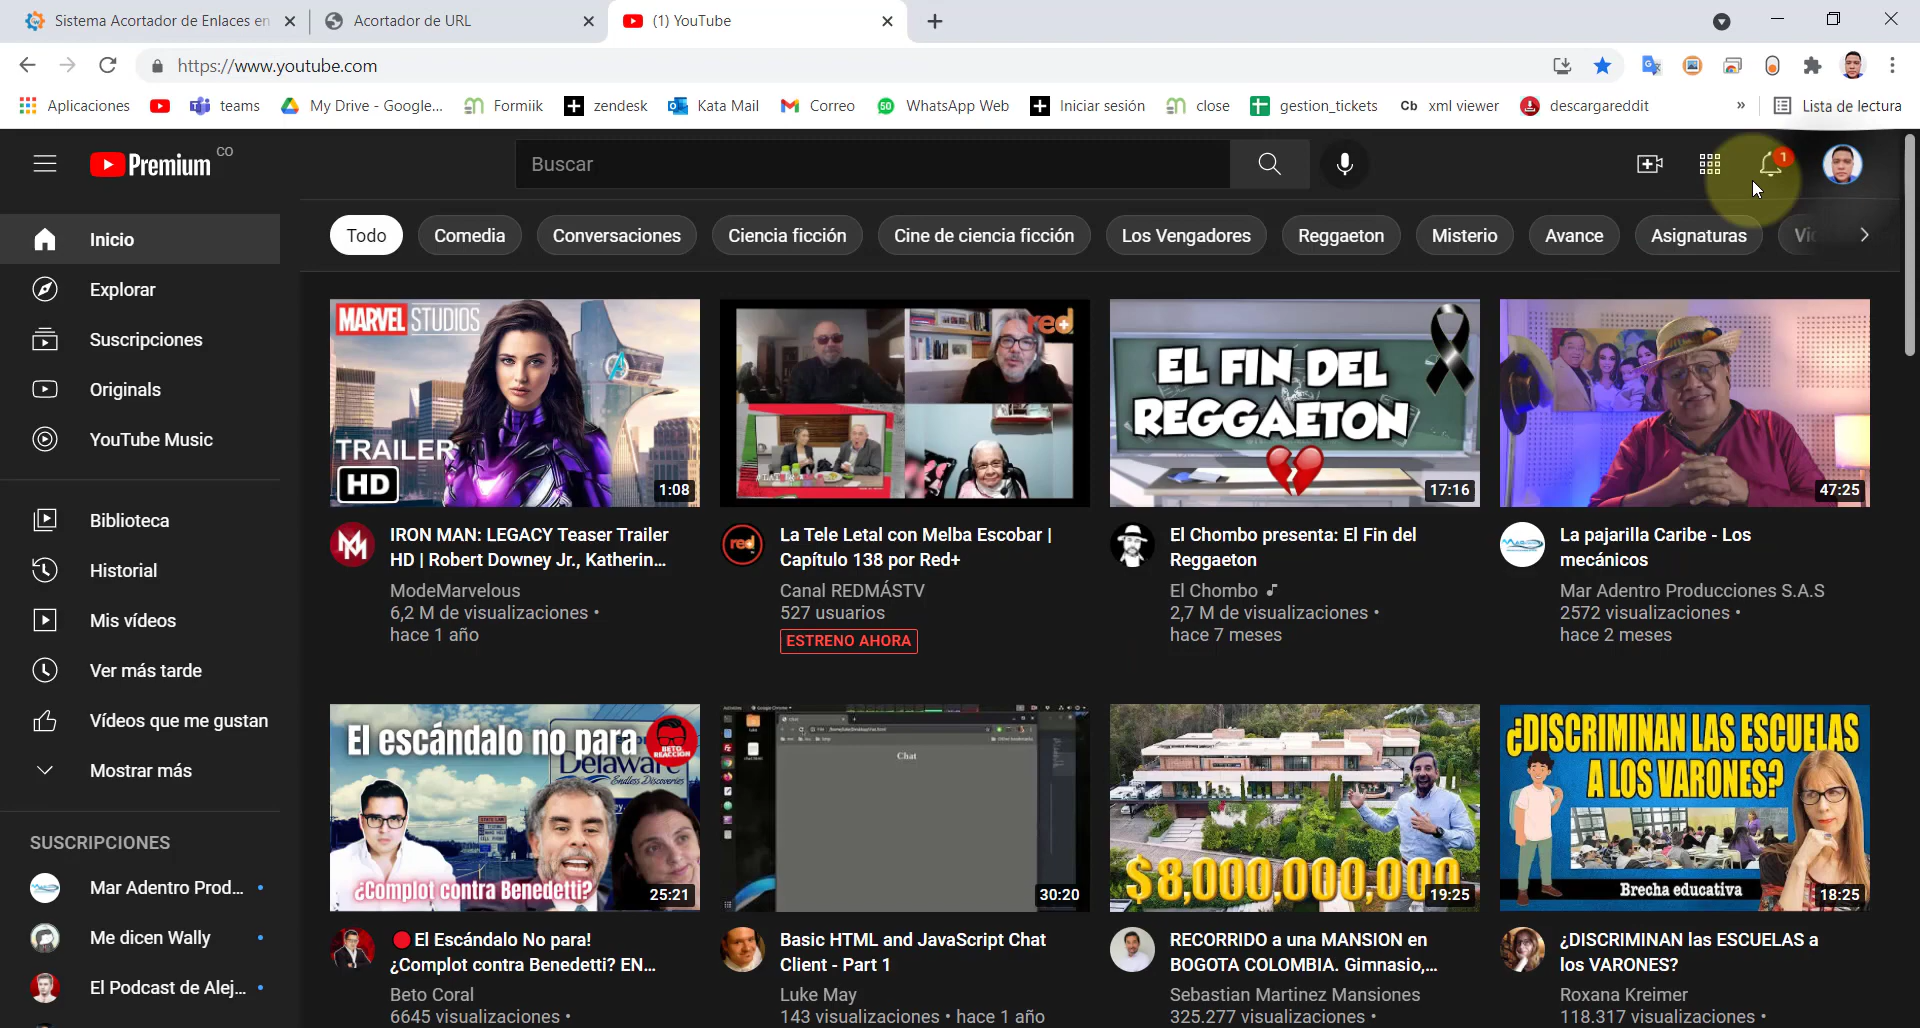 Sistema Acortador de Enlaces en
Acortador de URL
(1) YouTube
https://www.youtube.com
Aplicaciones
teams
My Drive - Google...
Formiik
zendesk
Kata Mail
Correo
WhatsApp Web
Iniciar sesión
close
gestion_tickets
Cb xml viewer
descargareddit
»
Lista de lectura
Premium CO
Buscar
1
Inicio
Explorar
Suscripciones
Originals
YouTube Music
Biblioteca
Historial
Mis vídeos
Ver más tarde
Vídeos que me gustan
Mostrar más
SUSCRIPCIONES
Mar Adentro Prod...
Me dicen Wally
El Podcast de Alej...
Todo
Comedia
Conversaciones
Ciencia ficción
Cine de ciencia ficción
Los Vengadores
Reggaeton
Misterio
Avance
Asignaturas
MARVEL STUDIOS
TRAILER
HD
1:08
IRON MAN: LEGACY Teaser Trailer
HD | Robert Downey Jr., Katherin...
ModeMarvelous
6,2 M de visualizaciones •
hace 1 año
red+
red
La Tele Letal con Melba Escobar |
Capítulo 138 por Red+
Canal REDMÁSTV
527 usuarios
ESTRENO AHORA
EL FIN DEL
REGGAETON
17:16
El Chombo presenta: El Fin del
Reggaeton
El Chombo
2,7 M de visualizaciones •
hace 7 meses
47:25
La pajarilla Caribe - Los
mecánicos
Mar Adentro Producciones S.A.S
2572 visualizaciones •
hace 2 meses
El escándalo no para
BETO
REACCION
Delaware
Endless Discoveries
¿Complot contra Benedetti?
25:21
El Escándalo No para!
¿Complot contra Benedetti? EN...
Beto Coral
6645 visualizaciones •
Chat
30:20
Basic HTML and JavaScript Chat
Client - Part 1
Luke May
143 visualizaciones • hace 1 año
$8,000,000,000
19:25
RECORRIDO a una MANSION en
BOGOTA COLOMBIA. Gimnasio,...
Sebastian Martinez Mansiones
325.277 visualizaciones •
¿DISCRIMINAN LAS ESCUELAS
A LOS VARONES?
Brecha educativa
18:25
¿DISCRIMINAN las ESCUELAS a
los VARONES?
Roxana Kreimer
118.317 visualizaciones •